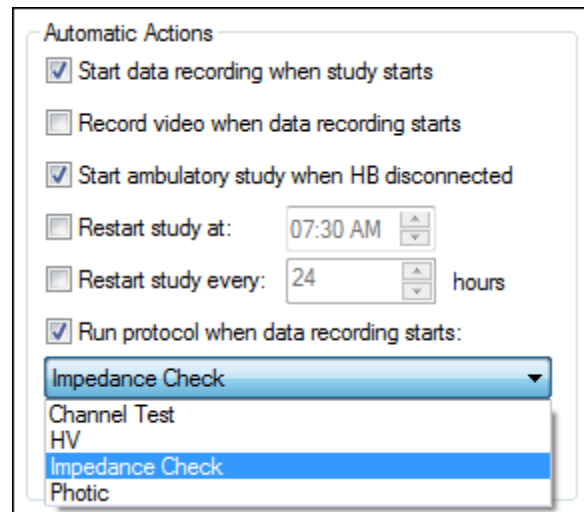 Automatic Actions
Start data recording when study starts
Record video when data recording starts
Start ambulatory study when HB disconnected
Restart study at: 07:30 AM
Restart study every: 24 hours
Run protocol when data recording starts:
Impedance Check
Channel Test
HV
Impedance Check
Photic